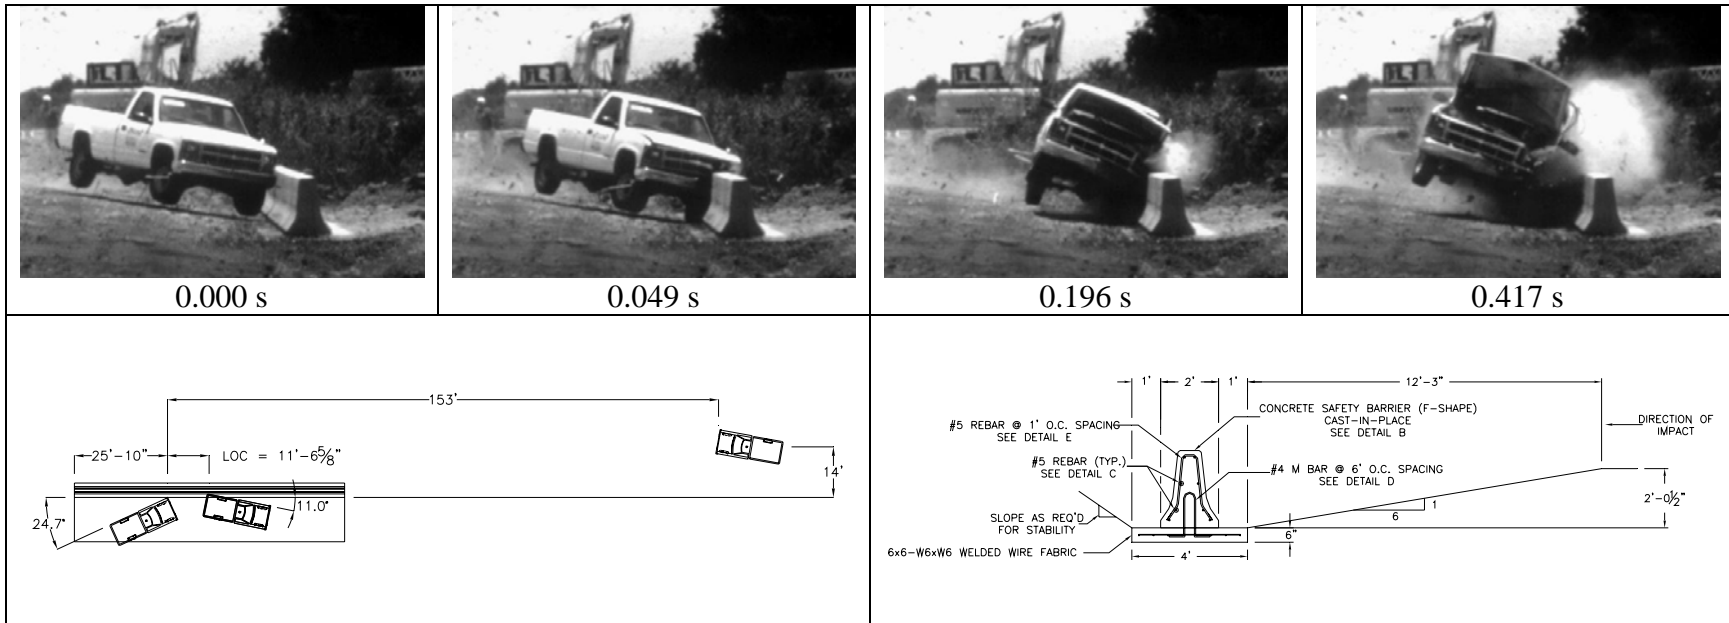 0.000 s
0.049 s
0.196 s
0.417 s
153'
25'-10"
LOC = 11'-6 5/8"
11.0°
24.7°
14'
1'
2'
1'
12'-3"
CONCRETE SAFETY BARRIER (F-SHAPE)
CAST-IN-PLACE
SEE DETAIL B
DIRECTION OF
IMPACT
#5 REBAR @ 1' O.C. SPACING
SEE DETAIL E
#5 REBAR (TYP.)
SEE DETAIL C
#4 M BAR @ 6' O.C. SPACING
SEE DETAIL D
2'-0½"
1
6
SLOPE AS REQ'D
FOR STABILITY
6"
6x6-W6xW6 WELDED WIRE FABRIC
4'